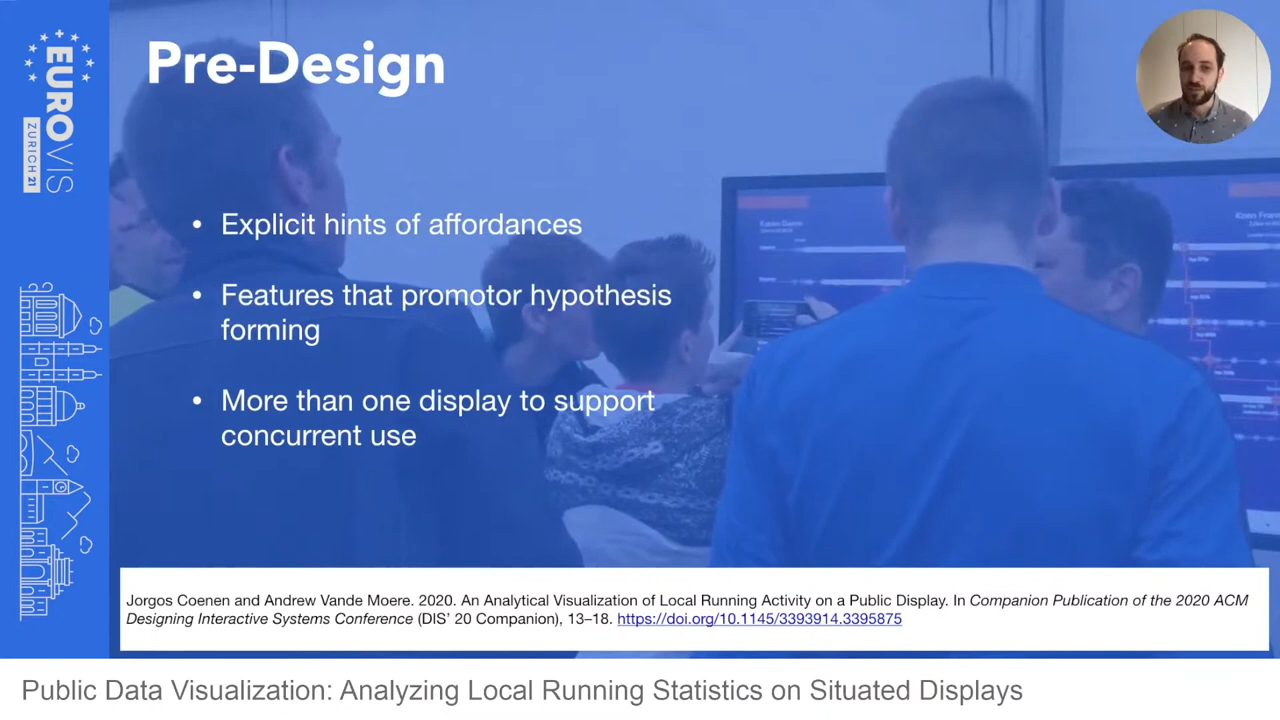 EUROVIS
ZURICH 21
Pre-Design
• Explicit hints of affordances
• Features that promotor hypothesis
forming
• More than one display to support
concurrent use
Jorgos Coenen and Andrew Vande Moere. 2020. An Analytical Visualization of Local Running Activity on a Public Display. In Companion Publication of the 2020 ACM
Designing Interactive Systems Conference (DIS' 20 Companion), 13–18. https://doi.org/10.1145/3393914.3395875
Public Data Visualization: Analyzing Local Running Statistics on Situated Displays